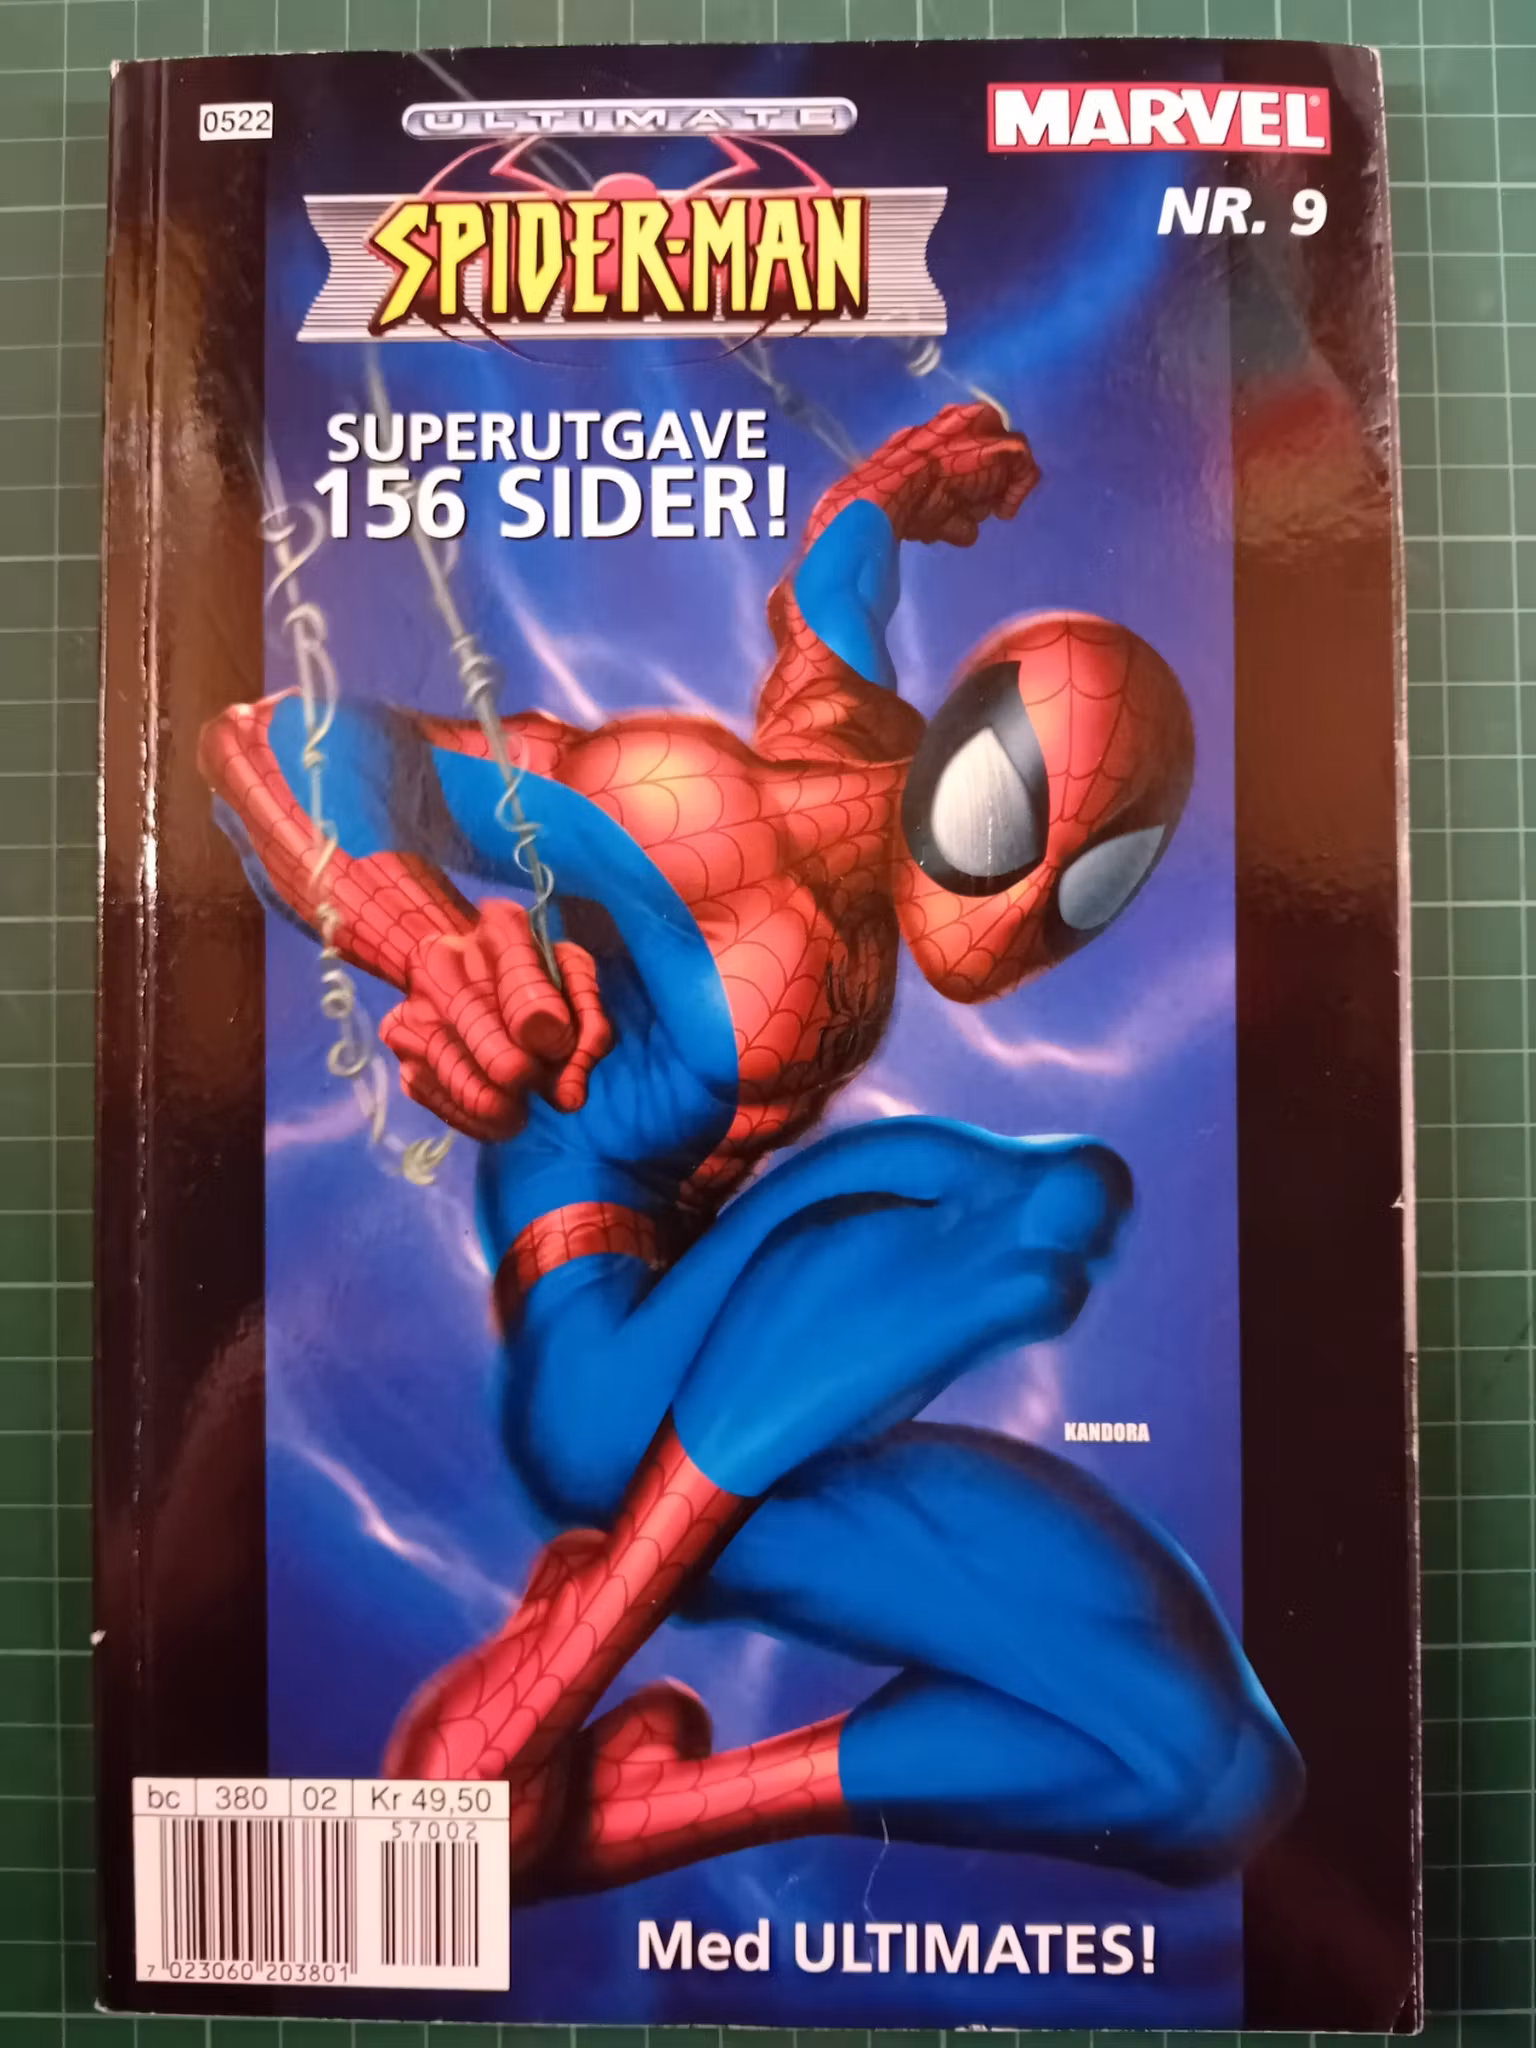 0522
ULTIMATE
SPIDER-MAN
MARVEL®
NR. 9
SUPERUTGAVE
156 SIDER!
KANDORA
bc 380 02 Kr 49,50
57002
7 023060 203801
Med ULTIMATES!